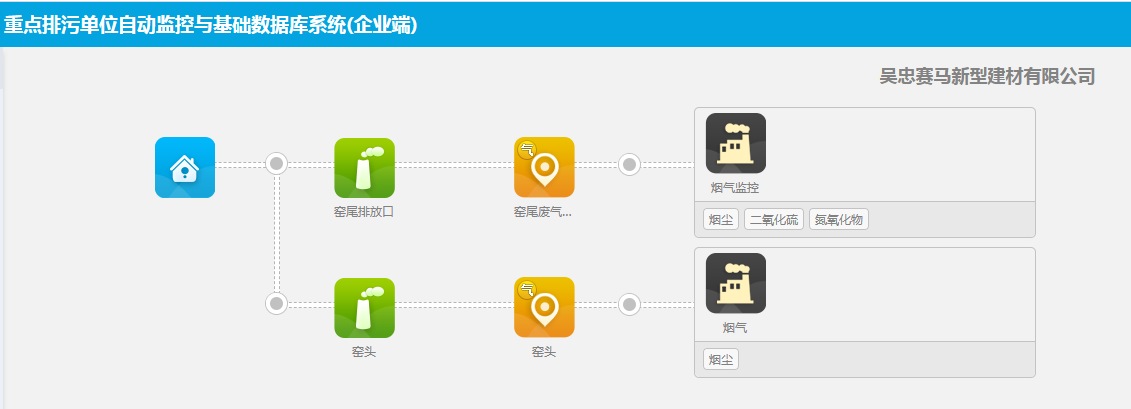 重点排污单位自动监控与基础数据库系统(企业端)
吴忠赛马新型建材有限公司
气
烟气监控
窑尾排放口
窑尾废气...
烟尘 二氧化硫 氮氧化物
气
烟气
窑头
窑头
烟尘